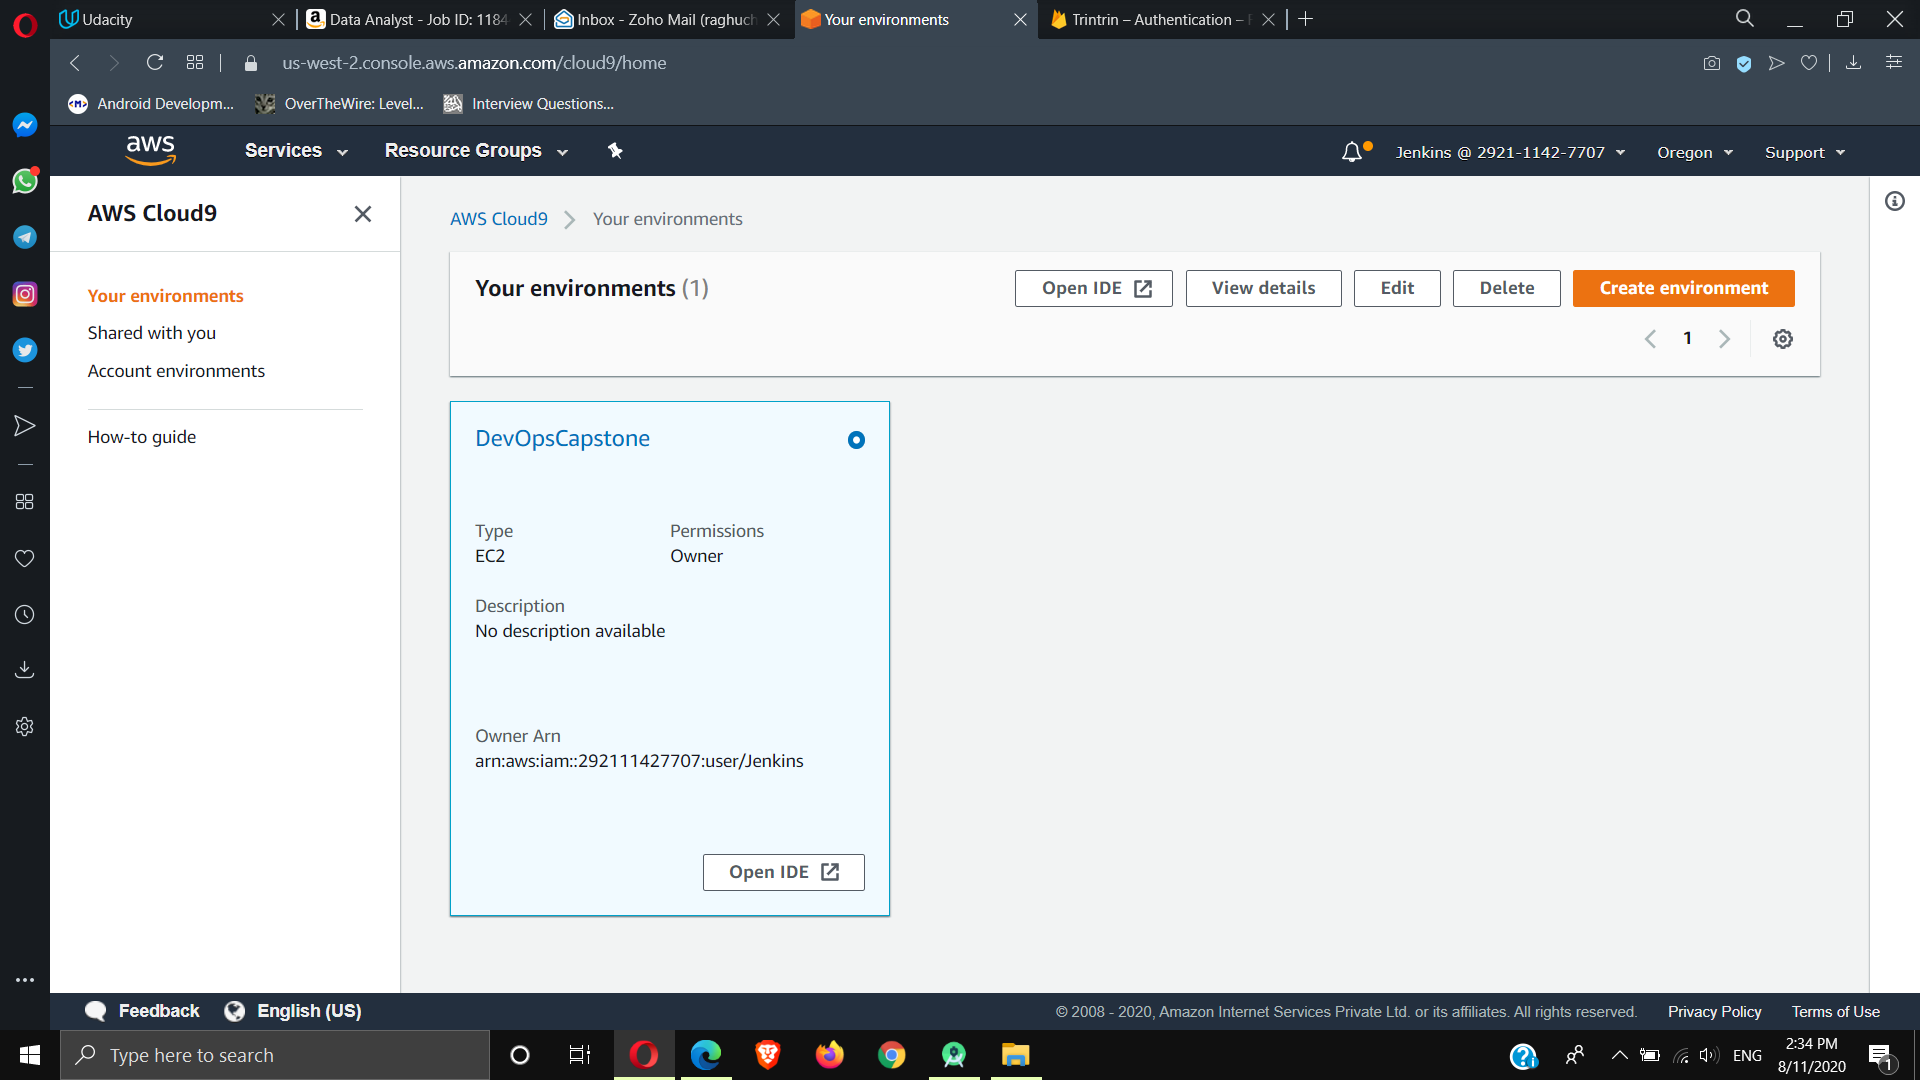 Udacity
Data Analyst - Job ID: 1184
Inbox - Zoho Mail (raghuch
Your environments
Trintrin – Authentication –
us-west-2.console.aws.amazon.com/cloud9/home
Android Developm...
OverTheWire: Level...
Interview Questions...
aws
Services
Resource Groups
Jenkins @ 2921-1142-7707
Oregon
Support
AWS Cloud9
Your environments
Shared with you
Account environments
How-to guide
AWS Cloud9
Your environments
Your environments (1)
Open IDE
View details
Edit
Delete
Create environment
1
DevOpsCapstone
Type
Permissions
EC2
Owner
Description
No description available
Owner Arn
arn:aws:iam::292111427707:user/Jenkins
Open IDE
Feedback
English (US)
© 2008 - 2020, Amazon Internet Services Private Ltd. or its affiliates. All rights reserved.
Privacy Policy
Terms of Use
Type here to search
ENG
2:34 PM
8/11/2020
1